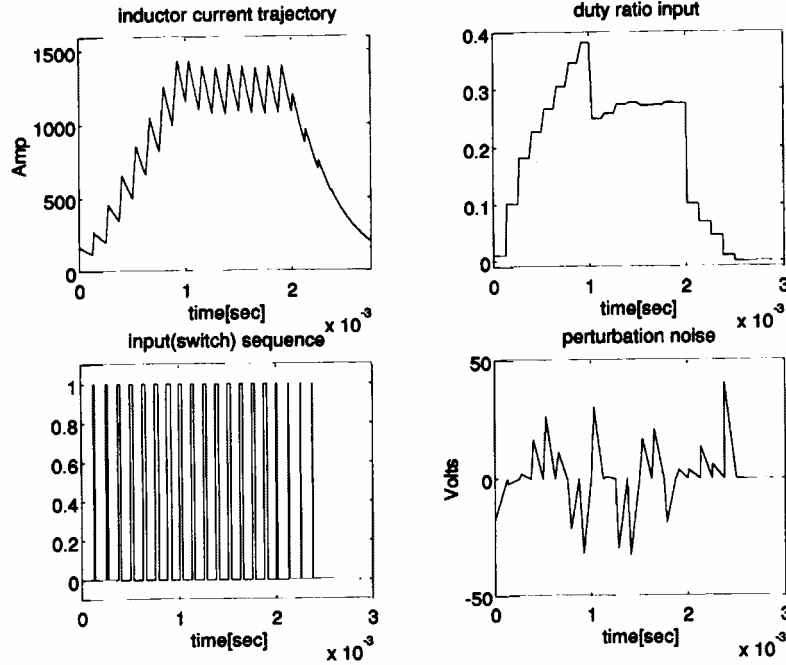 inductor current trajectory
1500
1000
500
0
Amp
0 1 2
time[sec]
x 10⁻³
duty ratio input
0.4
0.3
0.2
0.1
0
0 1 2 3
time[sec]
x 10⁻³
input(switch) sequence
1
0.8
0.6
0.4
0.2
0
0 1 2 3
time[sec]
x 10⁻³
perturbation noise
50
0
-50
Volts
0 1 2 3
time[sec]
x 10⁻³